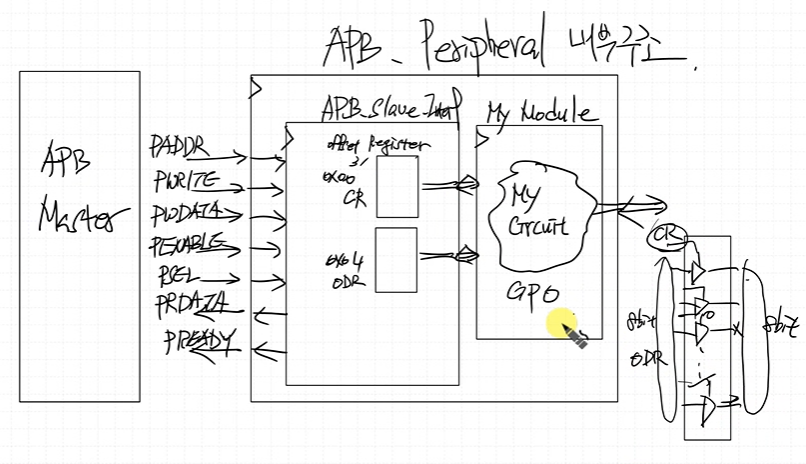 APB_Peripheral 내부구조.
APB
Master
PADDR
PWRITE
PWDATA
PENABLE
PSEL
PRDATA
PREADY
APB_Slave_Intf
offset Register
0x00
CR
0x04
ODR
My Module
My
Circuit
GPO
CR
8bit
ODR
8bit